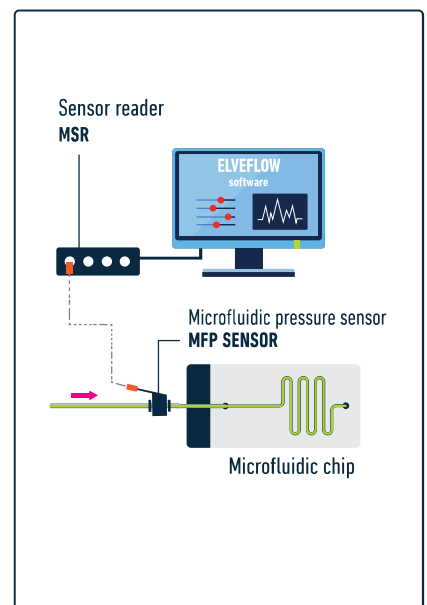 Sensor reader
MSR
ELVEFLOW
software
Microfluidic pressure sensor
MFP SENSOR
Microfluidic chip